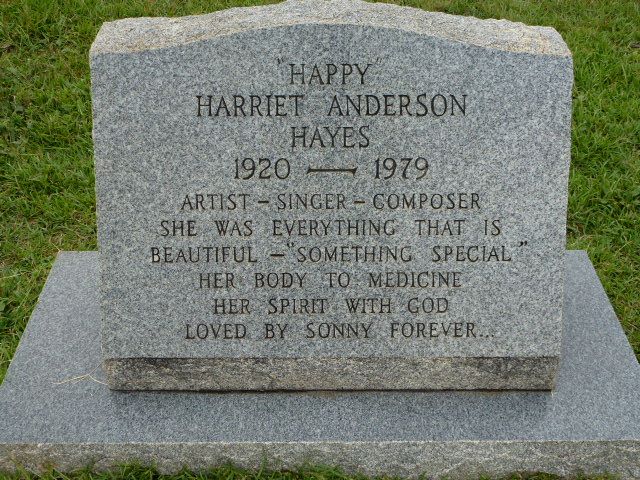 "HAPPY"
HARRIET ANDERSON
HAYES
1920 — 1979
ARTIST – SINGER – COMPOSER
SHE WAS EVERYTHING THAT IS
BEAUTIFUL – "SOMETHING SPECIAL"
HER BODY TO MEDICINE
HER SPIRIT WITH GOD
LOVED BY SONNY FOREVER...